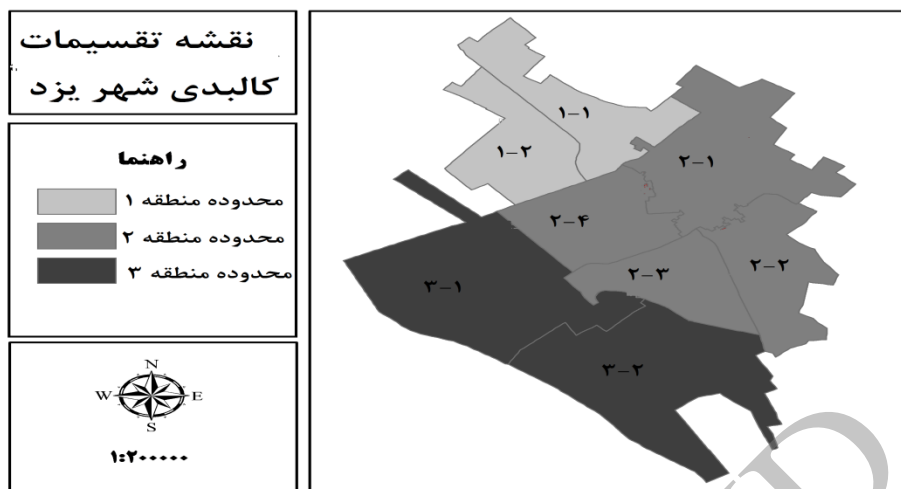 نقشه تقسیمات
کالبدی شهر یزد
راهنما
محدوده منطقه ۱
محدوده منطقه ۲
محدوده منطقه ۳
N
W E
S
۱:۲۰۰۰۰۰
۱-۱
۱-۲
۲-۱
۲-۴
۲-۳
۲-۲
۳-۱
۳-۲